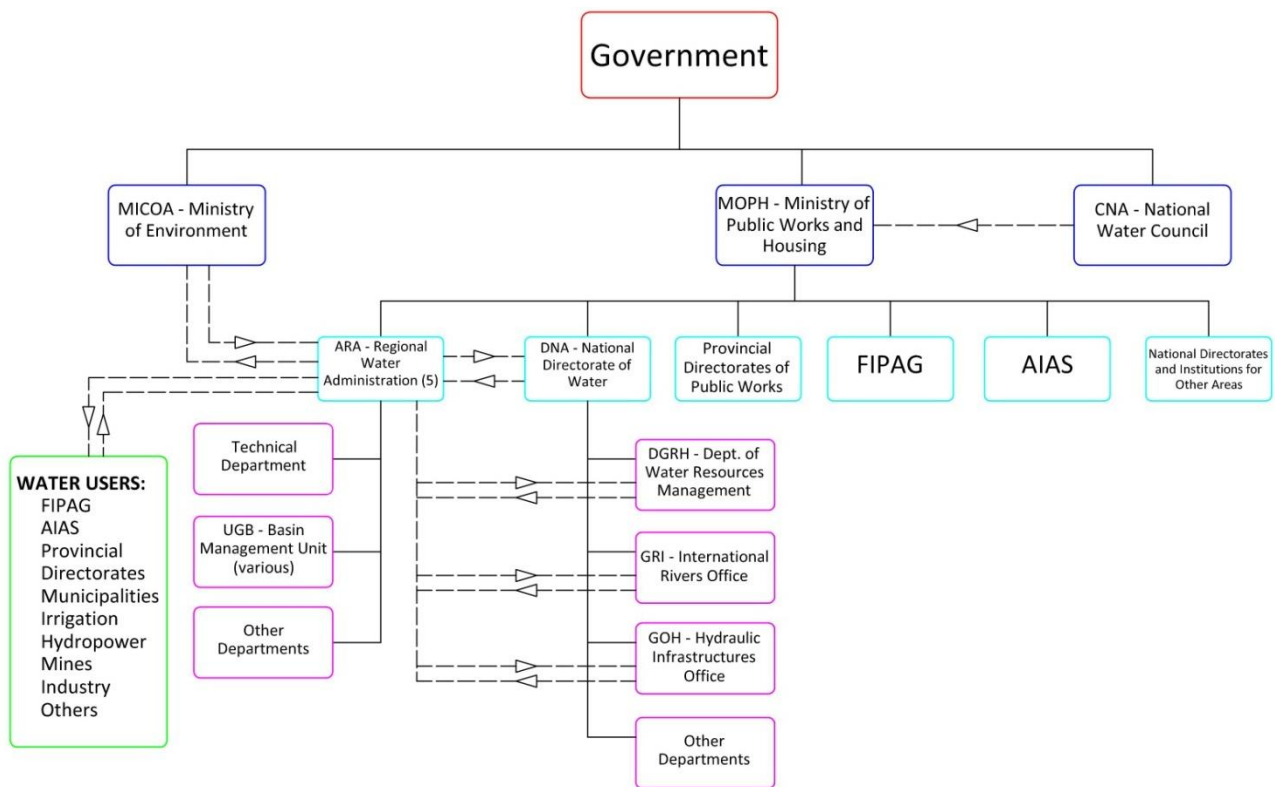 Government
MICOA - Ministry
of Environment
MOPH - Ministry of
Public Works and
Housing
CNA - National
Water Council
ARA - Regional
Water
Administration (5)
DNA - National
Directorate of
Water
Provincial
Directorates of
Public Works
FIPAG
AIAS
National Directorates
and Institutions for
Other Areas
WATER USERS:
FIPAG
AIAS
Provincial
Directorates
Municipalities
Irrigation
Hydropower
Mines
Industry
Others
Technical
Department
UGB - Basin
Management Unit
(various)
Other
Departments
DGRH - Dept. of
Water Resources
Management
GRI - International
Rivers Office
GOH - Hydraulic
Infrastructures
Office
Other
Departments